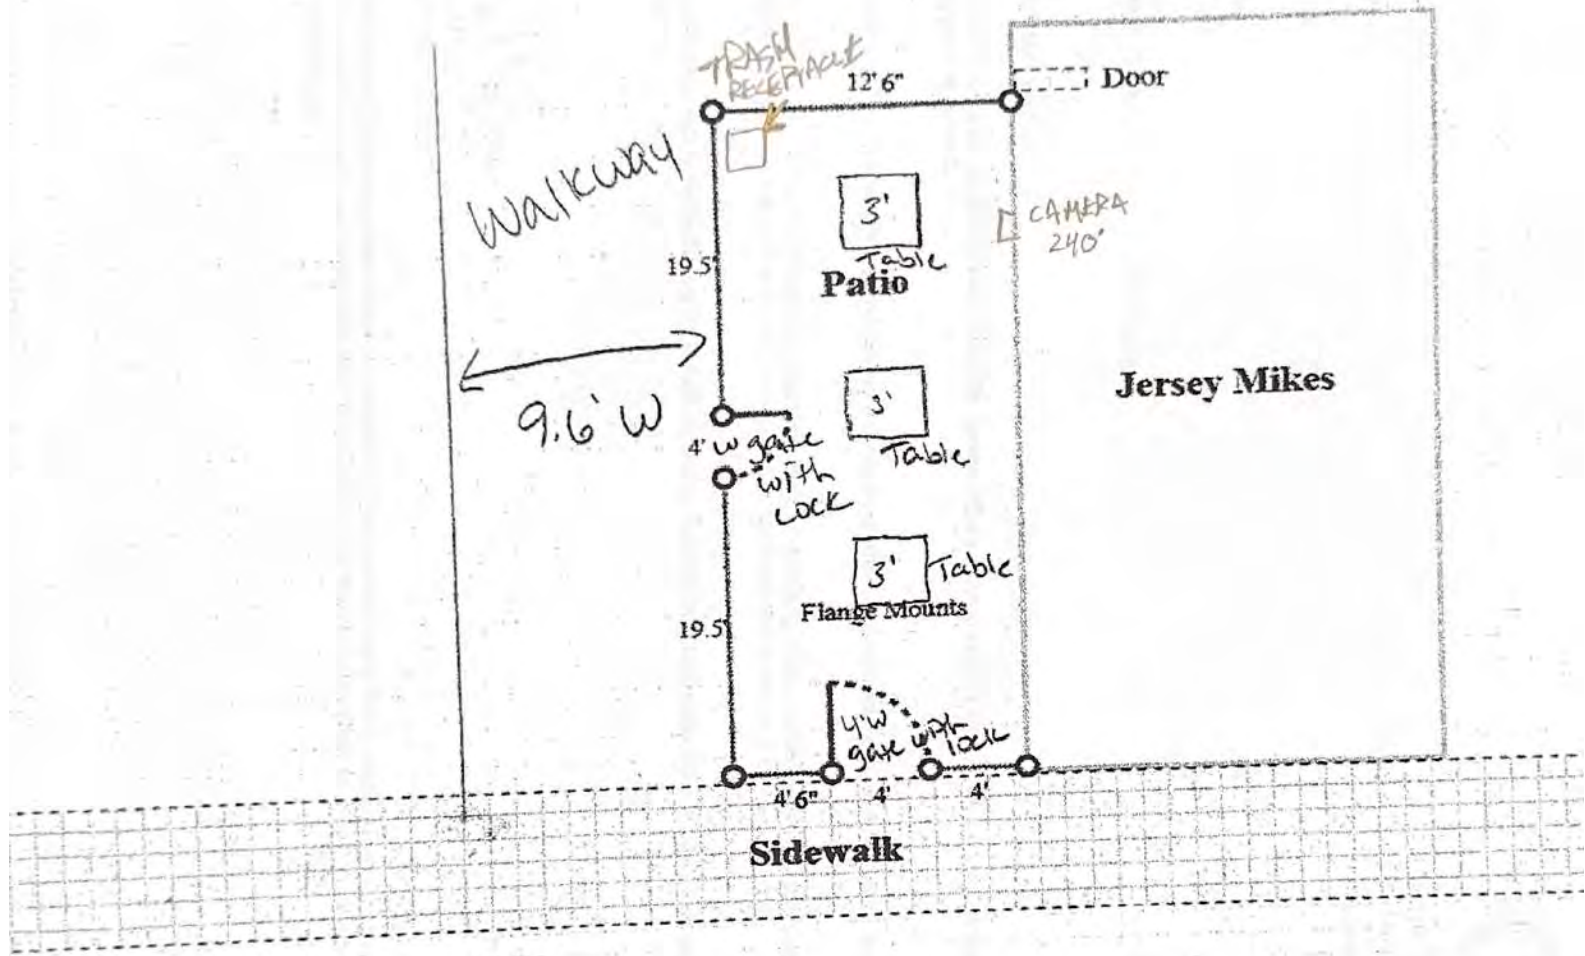 TRASH
RECEPTACLE
12'6"
Door
Walkway
3'
Table
CAMERA
240°
19.5'
Patio
Jersey Mikes
3'
Table
9.6' W
4' w gate
with
LOCK
3'
Table
Flange Mounts
19.5'
4'W
gate with
lock
4'6"
4'
4'
Sidewalk